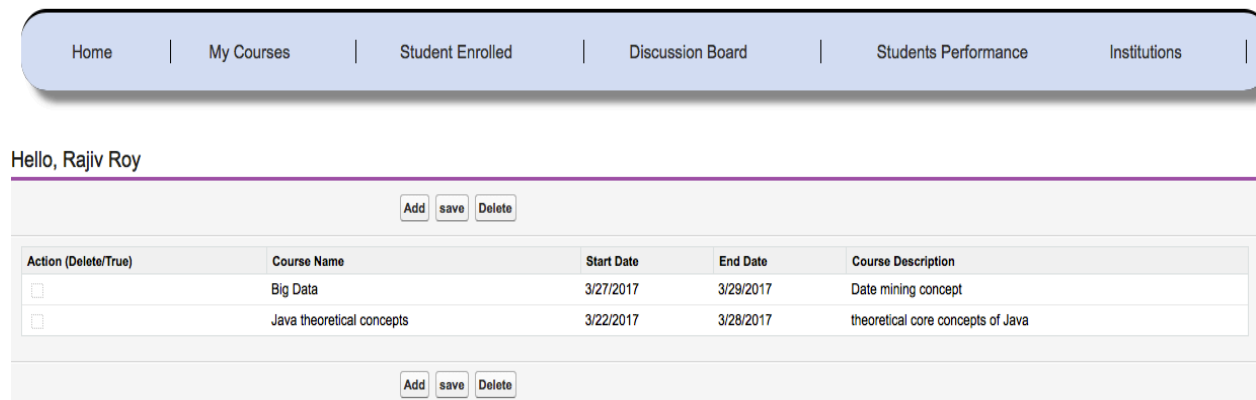 Home My Courses Student Enrolled Discussion Board Students Performance Institutions
Hello, Rajiv Roy
Add save Delete
Action (Delete/True) Course Name Start Date End Date Course Description
Big Data 3/27/2017 3/29/2017 Date mining concept
Java theoretical concepts 3/22/2017 3/28/2017 theoretical core concepts of Java
Add save Delete